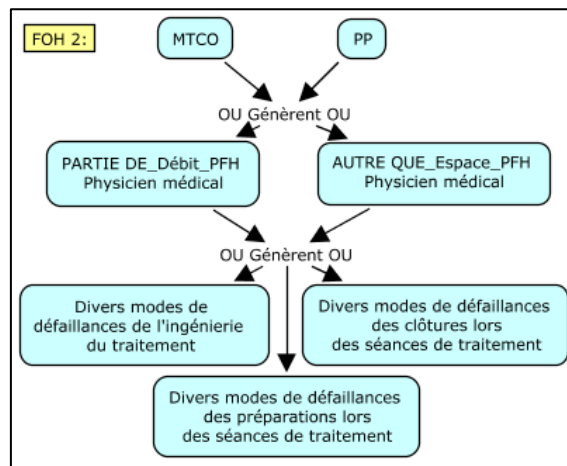 FOH 2:
MTCO
PP
OU Génèrent OU
PARTIE DE_Débit_PFH
Physicien médical
AUTRE QUE_Espace_PFH
Physicien médical
OU Génèrent OU
Divers modes de
défaillances de l'ingénierie
du traitement
Divers modes de défaillances
des clôtures lors
des séances de traitement
Divers modes de défaillances
des préparations lors
des séances de traitement